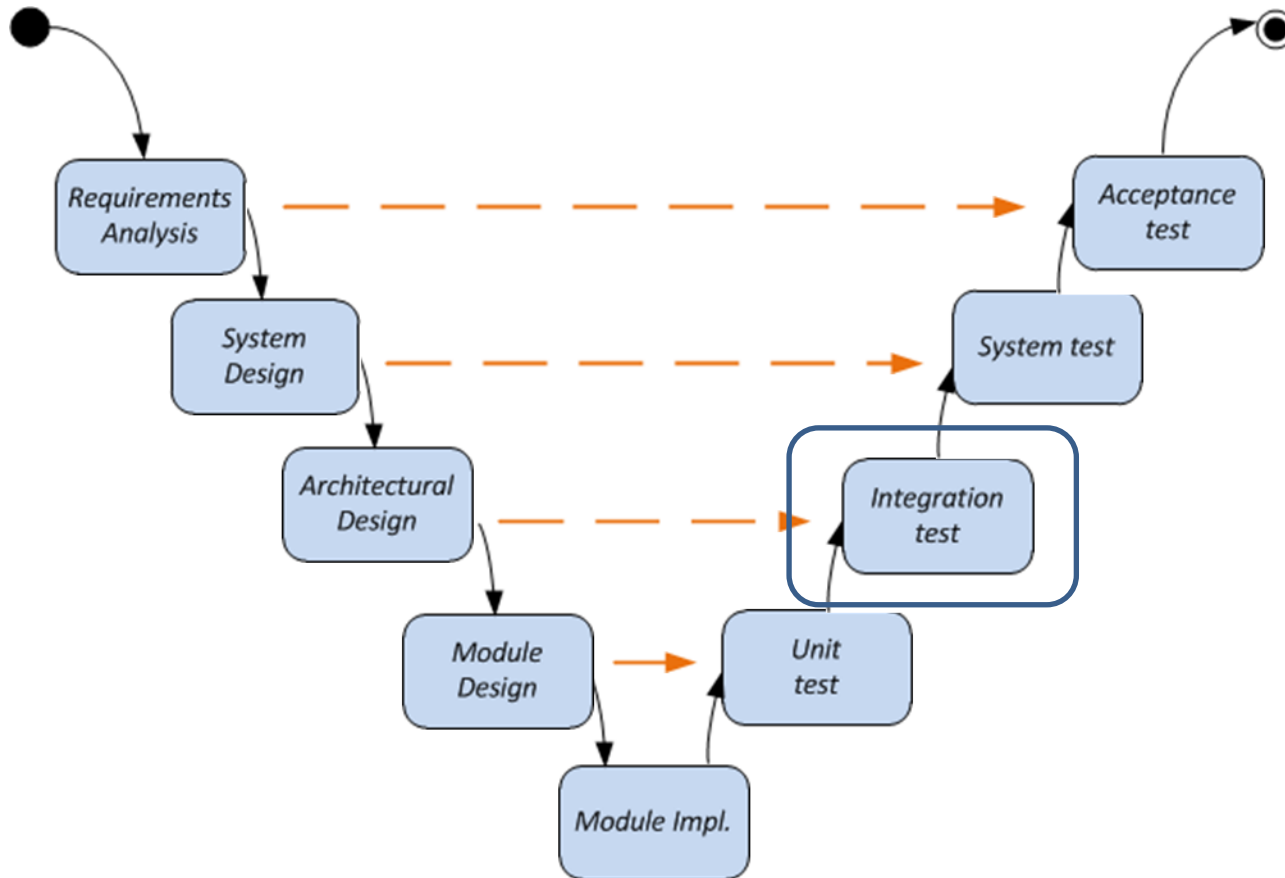 Requirements
Analysis
Acceptance
test
System
Design
System test
Architectural
Design
Integration
test
Module
Design
Unit
test
Module Impl.